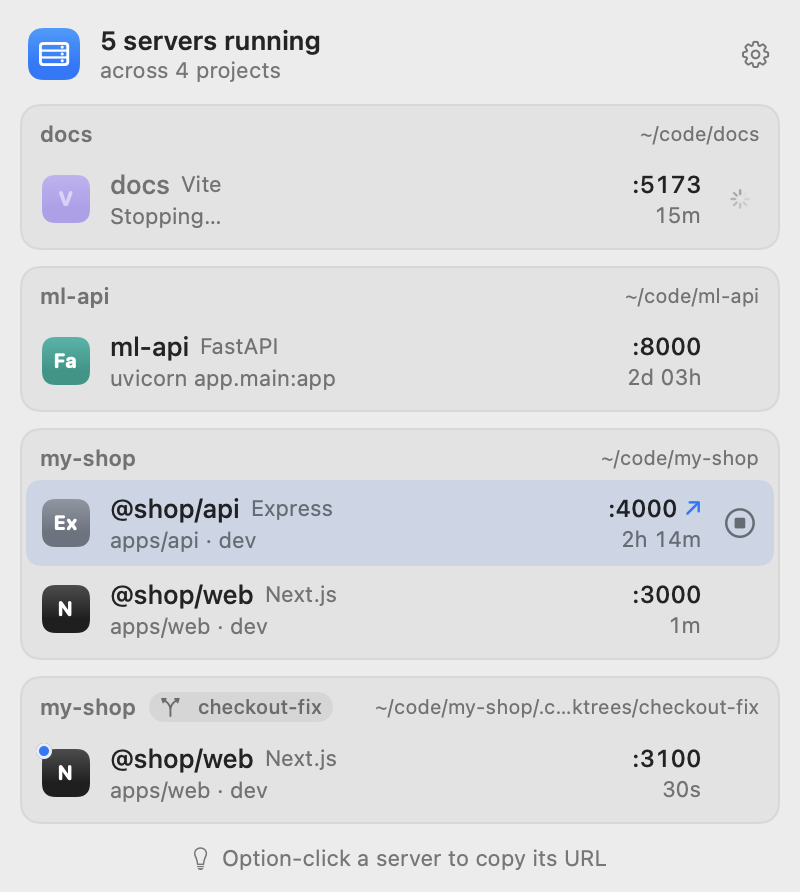 5 servers running
across 4 projects
docs ~/code/docs
V docs Vite :5173
Stopping... 15m
ml-api ~/code/ml-api
Fa ml-api FastAPI :8000
uvicorn app.main:app 2d 03h
my-shop ~/code/my-shop
Ex @shop/api Express :4000
apps/api · dev 2h 14m
N @shop/web Next.js :3000
apps/web · dev 1m
my-shop checkout-fix ~/code/my-shop/.c...ktrees/checkout-fix
N @shop/web Next.js :3100
apps/web · dev 30s
Option-click a server to copy its URL